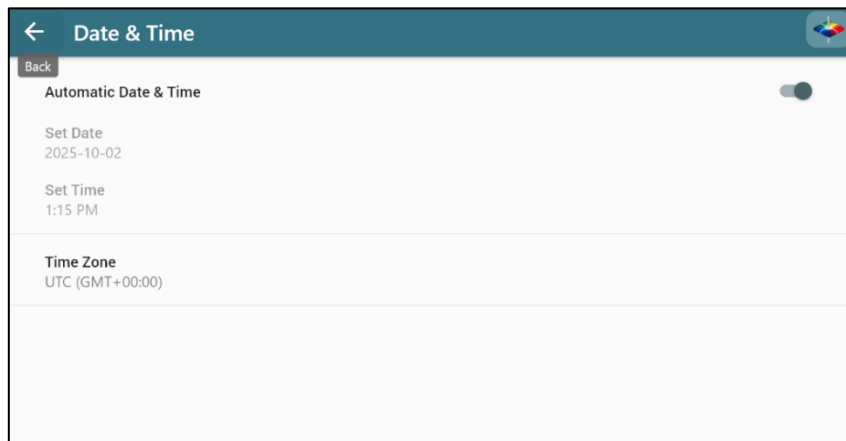 Date & Time
Back
Automatic Date & Time
Set Date
2025-10-02
Set Time
1:15 PM
Time Zone
UTC (GMT+00:00)